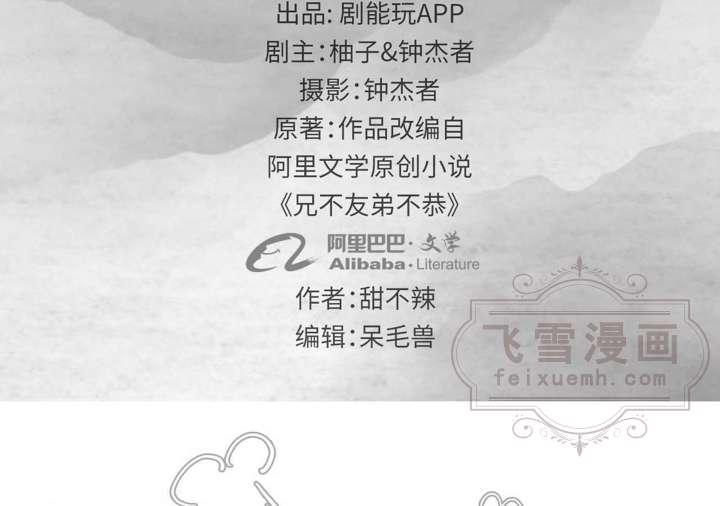 出品: 剧能玩APP
剧主:柚子&钟杰者
摄影:钟杰者
原著:作品改编自
阿里文学原创小说
《兄不友弟不恭》
阿里巴巴·文学
Alibaba·Literature
作者:甜不辣
编辑:呆毛兽
飞雪漫画
feixuemh.com